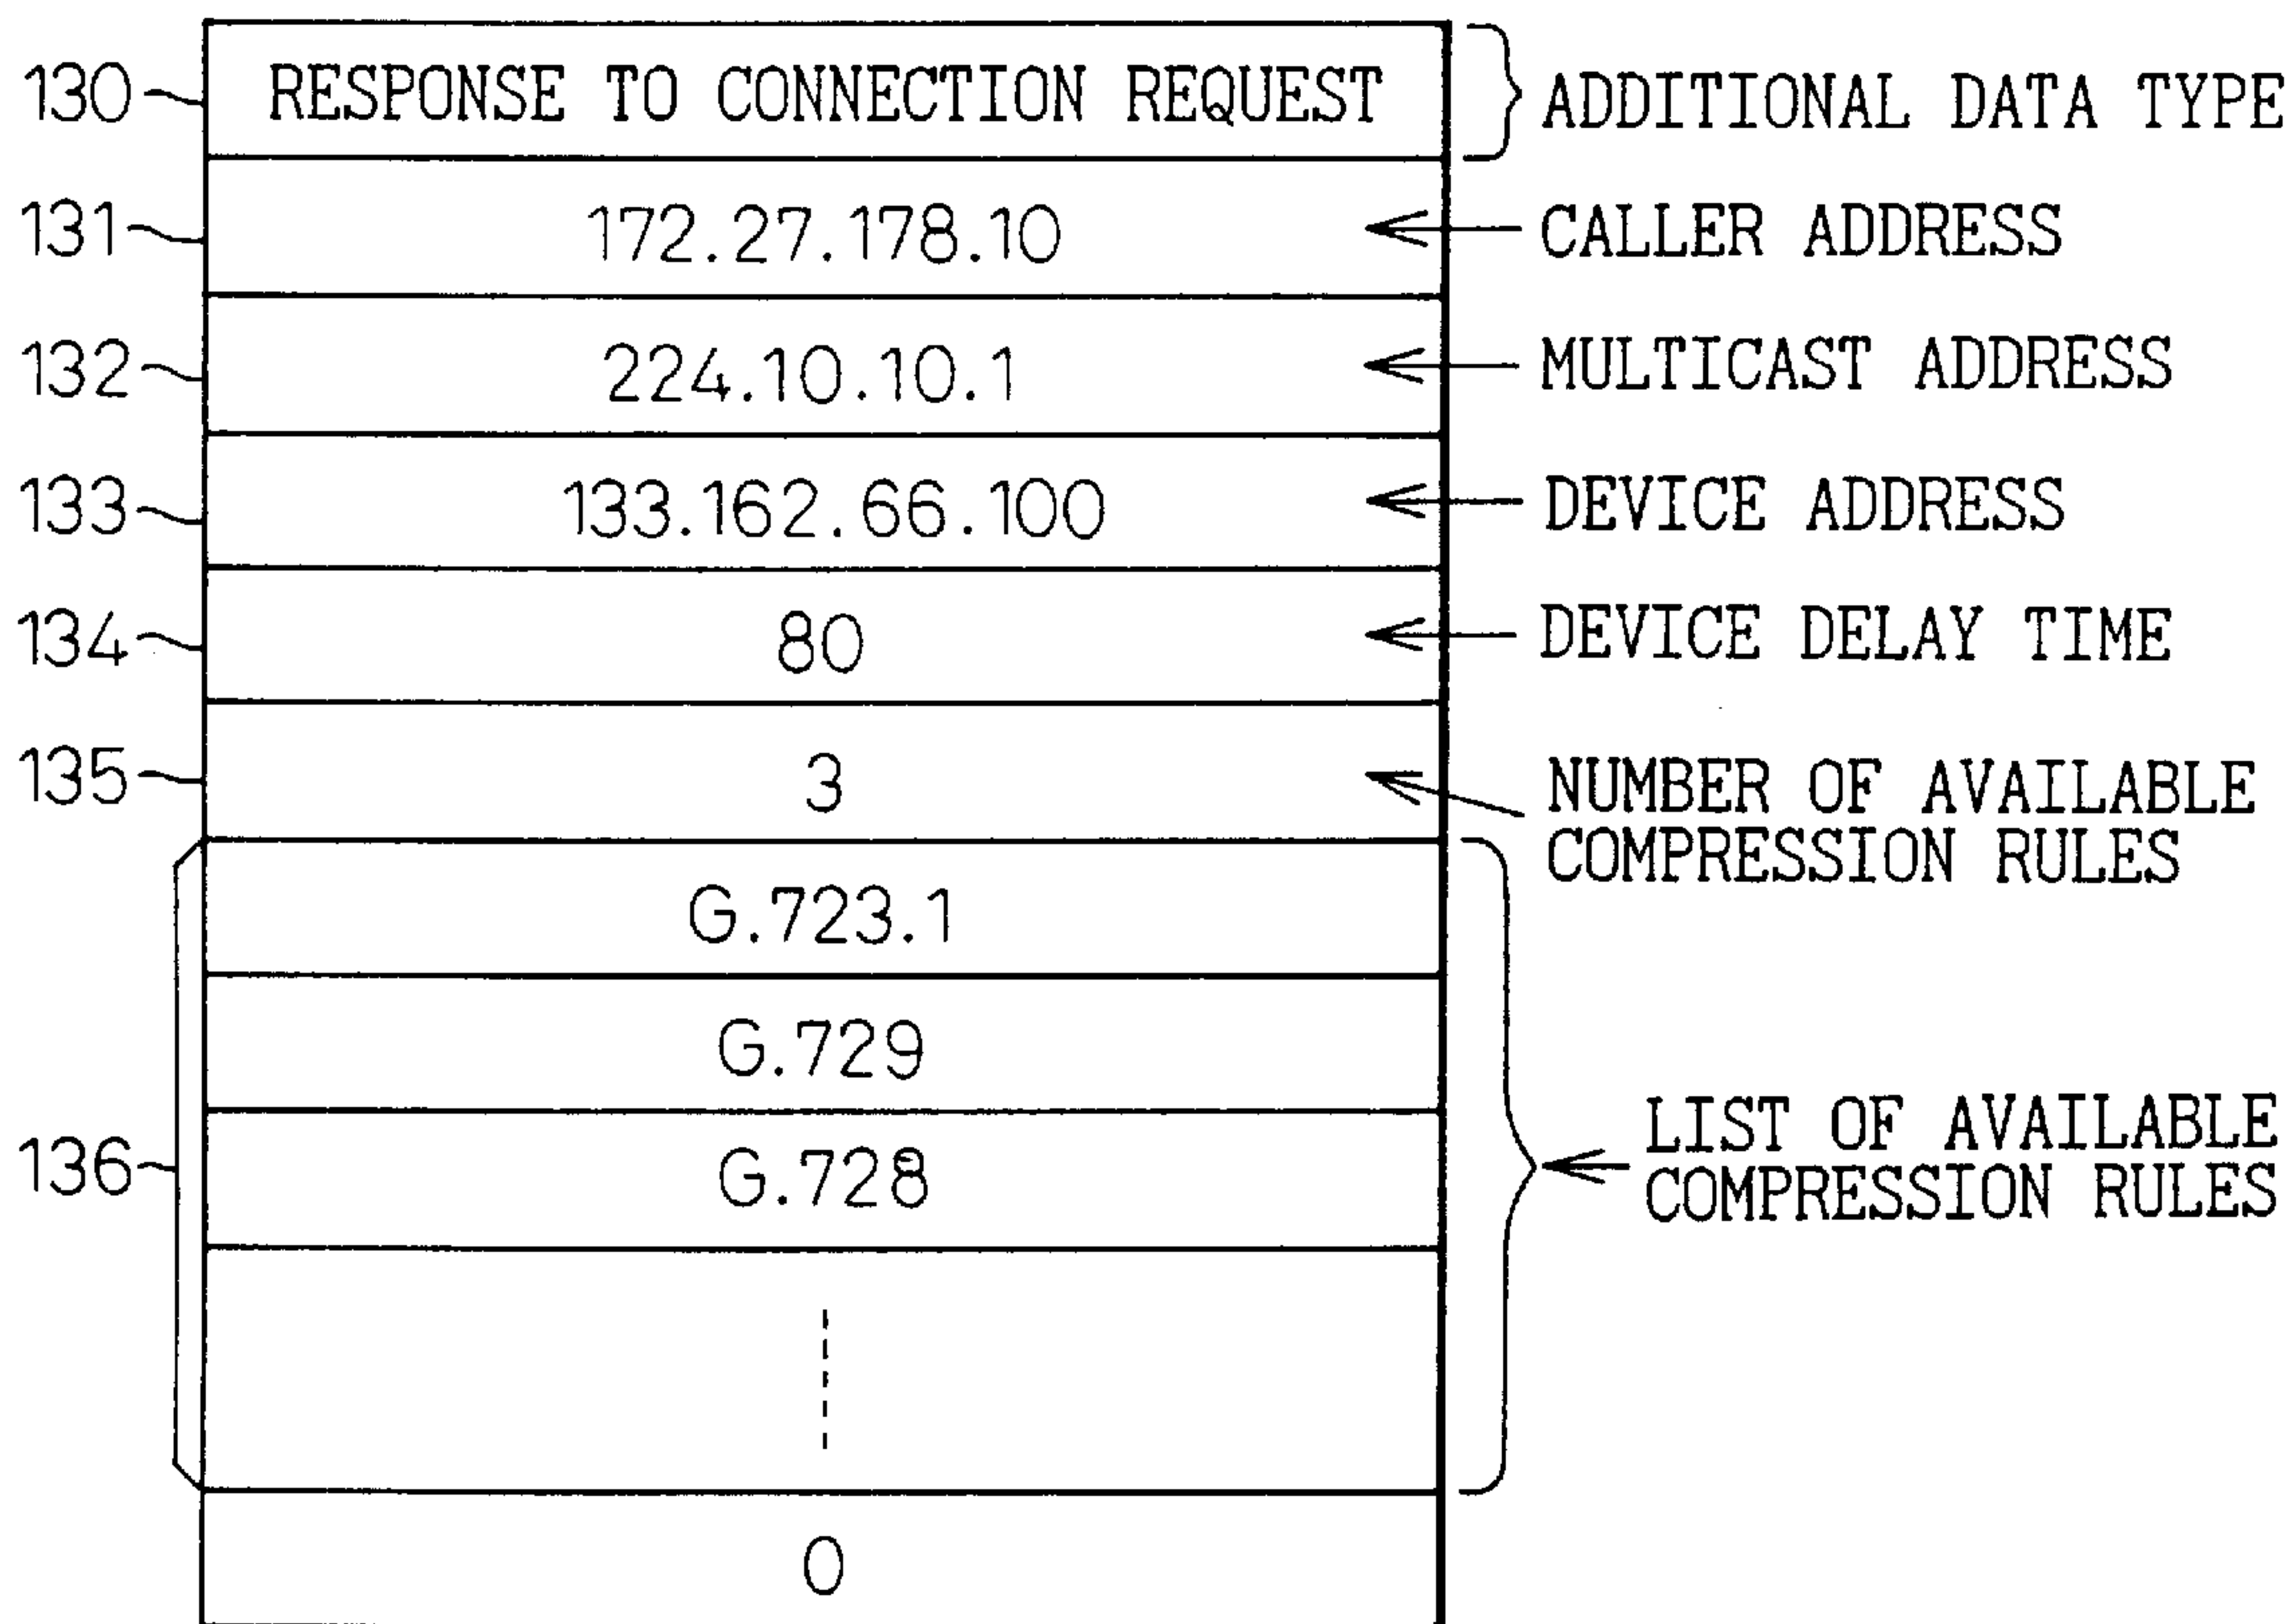 130 RESPONSE TO CONNECTION REQUEST ADDITIONAL DATA TYPE
131 172.27.178.10 CALLER ADDRESS
132 224.10.10.1 MULTICAST ADDRESS
133 133.162.66.100 DEVICE ADDRESS
134 80 DEVICE DELAY TIME
135 3 NUMBER OF AVAILABLE
COMPRESSION RULES
G.723.1
G.729
136 G.728 LIST OF AVAILABLE
COMPRESSION RULES
0